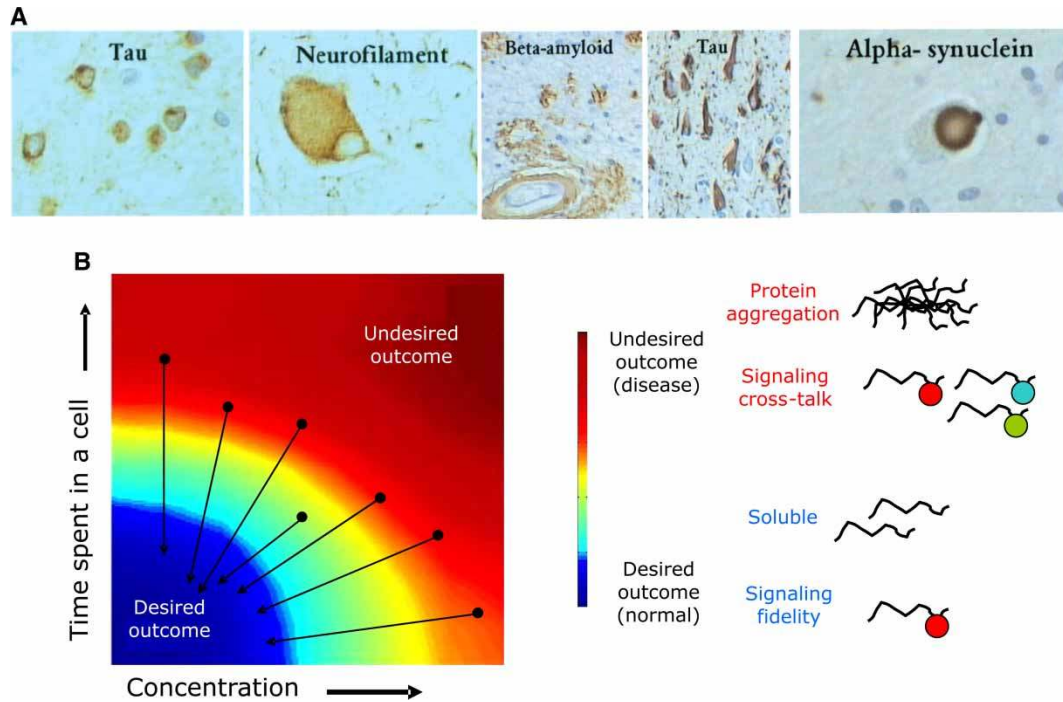 A
Tau
Neurofilament
Beta-amyloid
Tau
Alpha- synuclein
B
Time spent in a cell
Undesired
outcome
Desired
outcome
Concentration
Undesired
outcome
(disease)
Desired
outcome
(normal)
Protein
aggregation
Signaling
cross-talk
Soluble
Signaling
fidelity